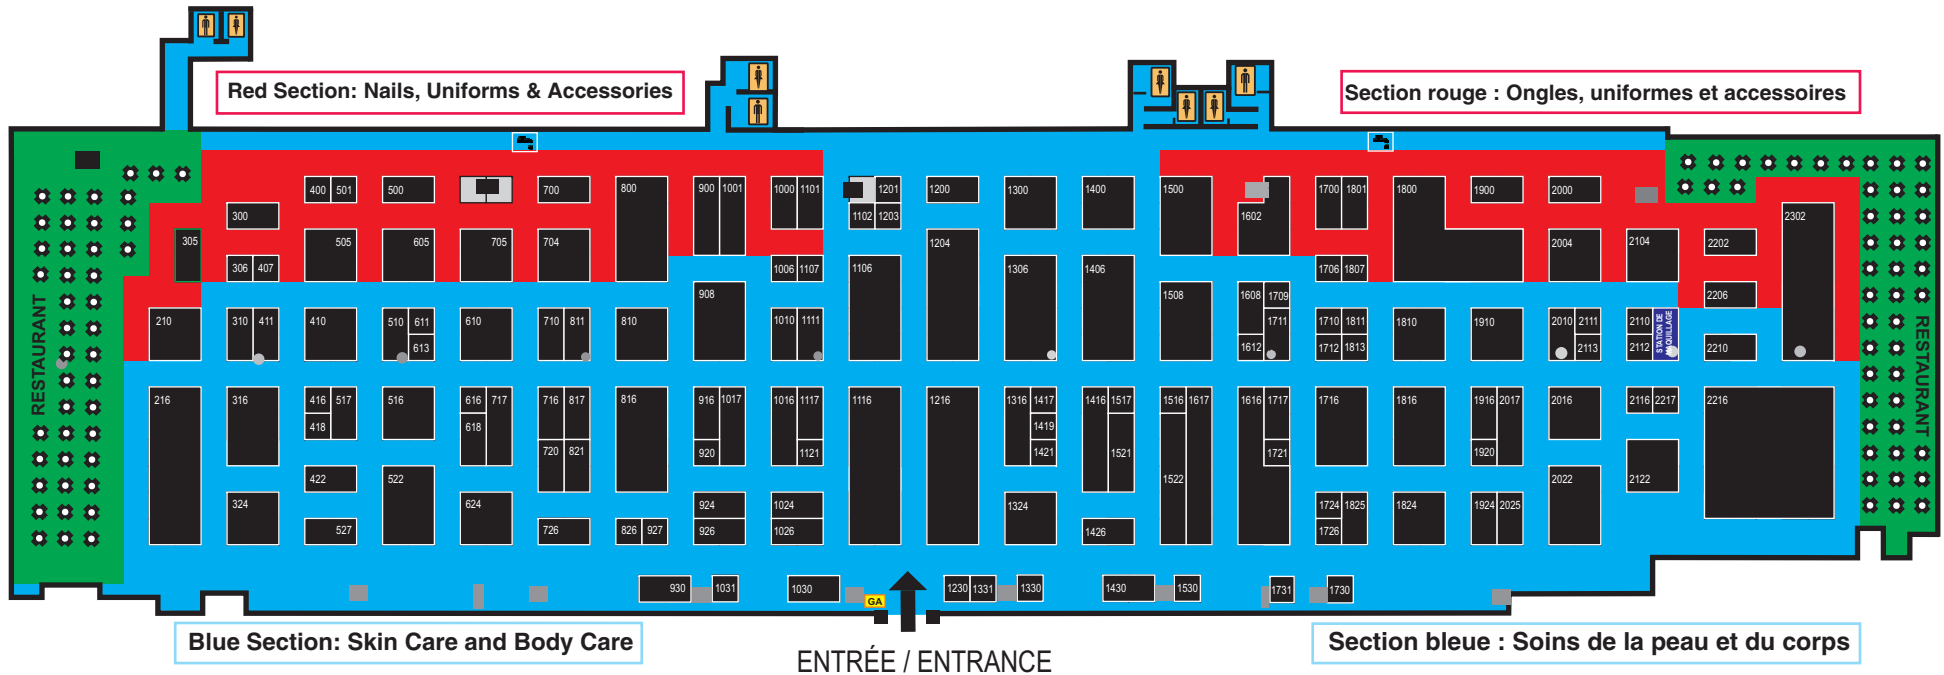 Red Section: Nails, Uniforms & Accessories
Section rouge : Ongles, uniformes et accessoires
400 501 500 700 800 900 1001 1000 1101 1201 1200 1300 1400 1500 1700 1801 1800 1900 2000
300 1102 1203 1602 2302
305 505 605 705 704 1204 2004 2104 2202
306 407 1006 1107 1106 1306 1406 1706 1807
908 1508 1608 1709 2206
210 310 411 410 510 611 610 710 811 810 1010 1111 1711 1710 1811 1810 1910 2010 2111 2110
STATION DE
MAQUILLAGE
613 1612 1712 1813 2113 2112 2210
RESTAURANT
RESTAURANT
216 316 416 517 516 616 717 716 817 816 916 1017 1016 1117 1116 1216 1316 1417 1416 1517 1516 1617 1616 1717 1716 1816 1916 2017 2016 2116 2217 2216
418 618 1419
720 821 920 1121 1421 1521 1721 1920
422 522 1522 2022 2122
324 624 924 1024 1324 1724 1825 1824 1924 2025
527 726 826 927 926 1026 1426 1726
930 1031 1030 1230 1331 1330 1430 1530 1731 1730
GA
Blue Section: Skin Care and Body Care
Section bleue : Soins de la peau et du corps
ENTRÉE / ENTRANCE